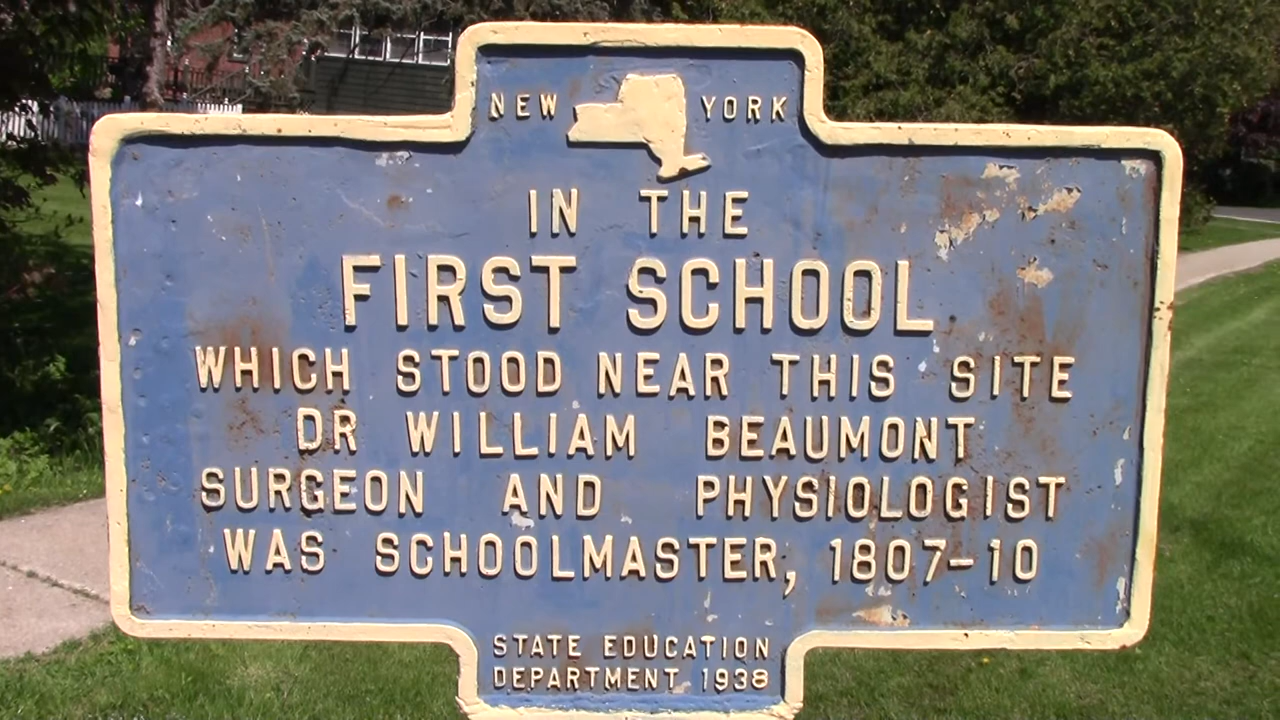 NEW YORK
IN THE
FIRST SCHOOL
WHICH STOOD NEAR THIS SITE
DR WILLIAM BEAUMONT
SURGEON AND PHYSIOLOGIST
WAS SCHOOLMASTER, 1807-10
STATE EDUCATION
DEPARTMENT 1938